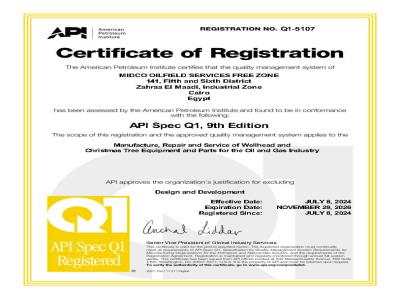 API American
Petroleum
Institute
REGISTRATION NO. Q1-5107
Certificate of Registration
The American Petroleum Institute certifies that the quality management system of
MIDCO OILFIELD SERVICES FREE ZONE
141, Fifth and Sixth District
Zahraa El Maadi, Industrial Zone
Cairo
Egypt
has been assessed by the American Petroleum Institute and found to be in conformance
with the following:
API Spec Q1, 9th Edition
The scope of this registration and the approved quality management system applies to the
Manufacture, Repair and Service of Wellhead and
Christmas Tree Equipment and Parts for the Oil and Gas Industry
API approves the organization's justification for excluding
Design and Development
Effective Date: JULY 8, 2024
Expiration Date: NOVEMBER 29, 2026
Registered Since: JULY 8, 2024
Q1
API Spec Q1
Registered
Senior Vice President of Global Industry Services